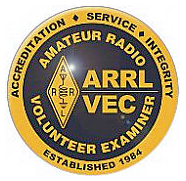 ACCREDITATION • SERVICE • INTEGRITY
AMATEUR RADIO
ARRL
VEC
VOLUNTEER EXAMINER
ESTABLISHED 1984